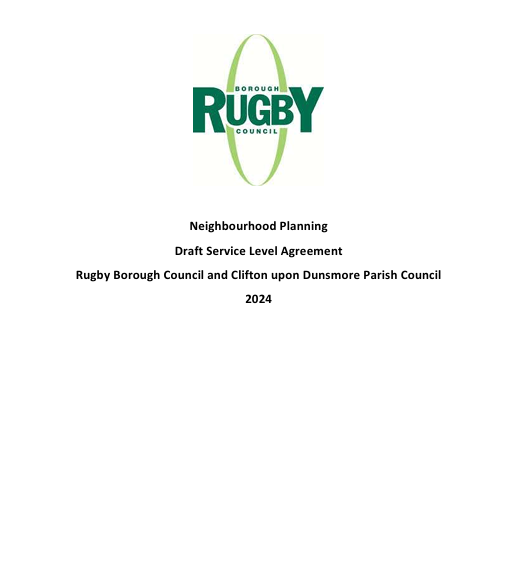 BOROUGH
RUGBY
COUNCIL
Neighbourhood Planning
Draft Service Level Agreement
Rugby Borough Council and Clifton upon Dunsmore Parish Council
2024